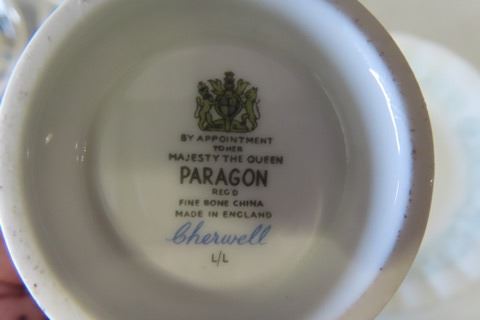 BY APPOINTMENT
TO HER
MAJESTY THE QUEEN
PARAGON
REG'D
FINE BONE CHINA
MADE IN ENGLAND
Cherwell
L/L